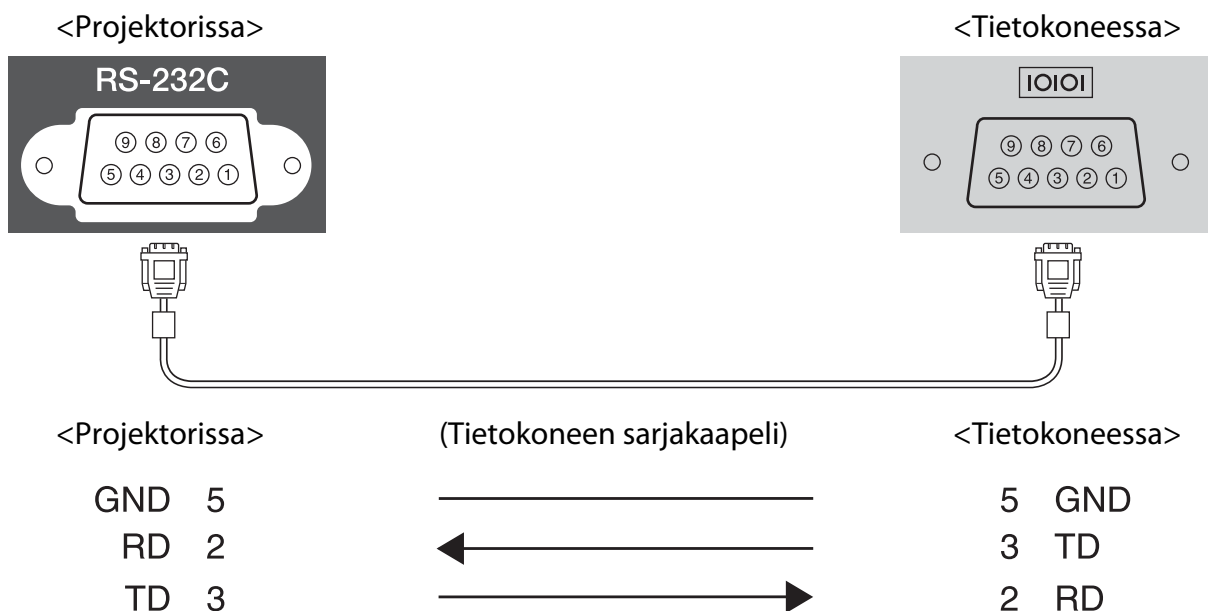 <Projektorissa> <Tietokoneessa>
RS-232C IOIOI
9 8 7 6 9 8 7 6
5 4 3 2 1 5 4 3 2 1
<Projektorissa> (Tietokoneen sarjakaapeli) <Tietokoneessa>
GND 5 5 GND
RD 2 3 TD
TD 3 2 RD